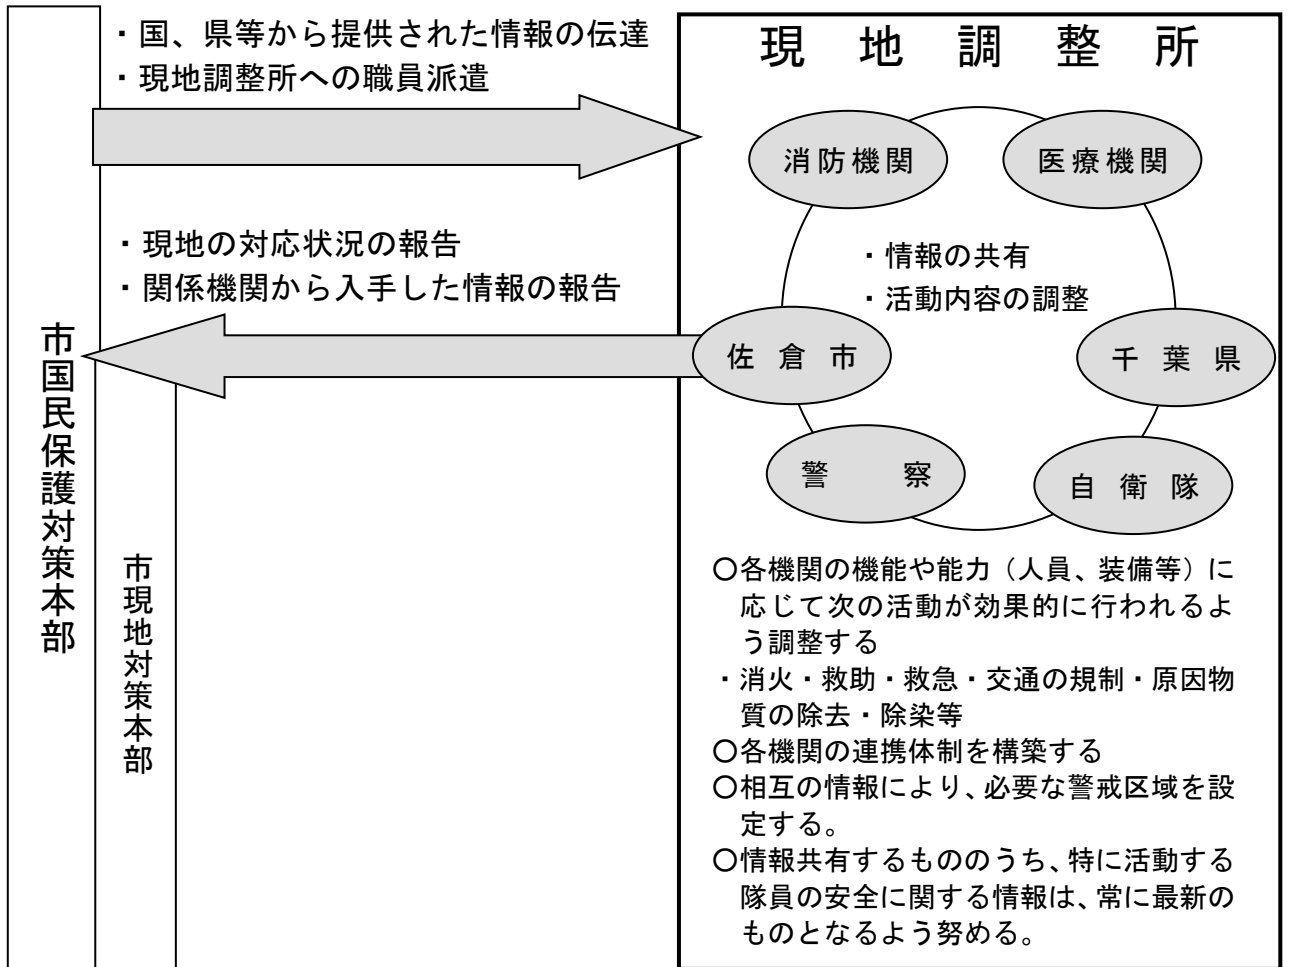 ・国、県等から提供された情報の伝達
・現地調整所への職員派遣
・現地の対応状況の報告
・関係機関から入手した情報の報告
市国民保護対策本部
市現地対策本部
現地調整所
消防機関
医療機関
・情報の共有
・活動内容の調整
佐倉市
千葉県
警察
自衛隊
〇各機関の機能や能力（人員、装備等）に
応じて次の活動が効果的に行われるよ
う調整する
・消火・救助・救急・交通の規制・原因物
質の除去・除染等
〇各機関の連携体制を構築する
〇相互の情報により、必要な警戒区域を設
定する。
〇情報共有するもののうち、特に活動する
隊員の安全に関する情報は、常に最新の
ものとなるよう努める。